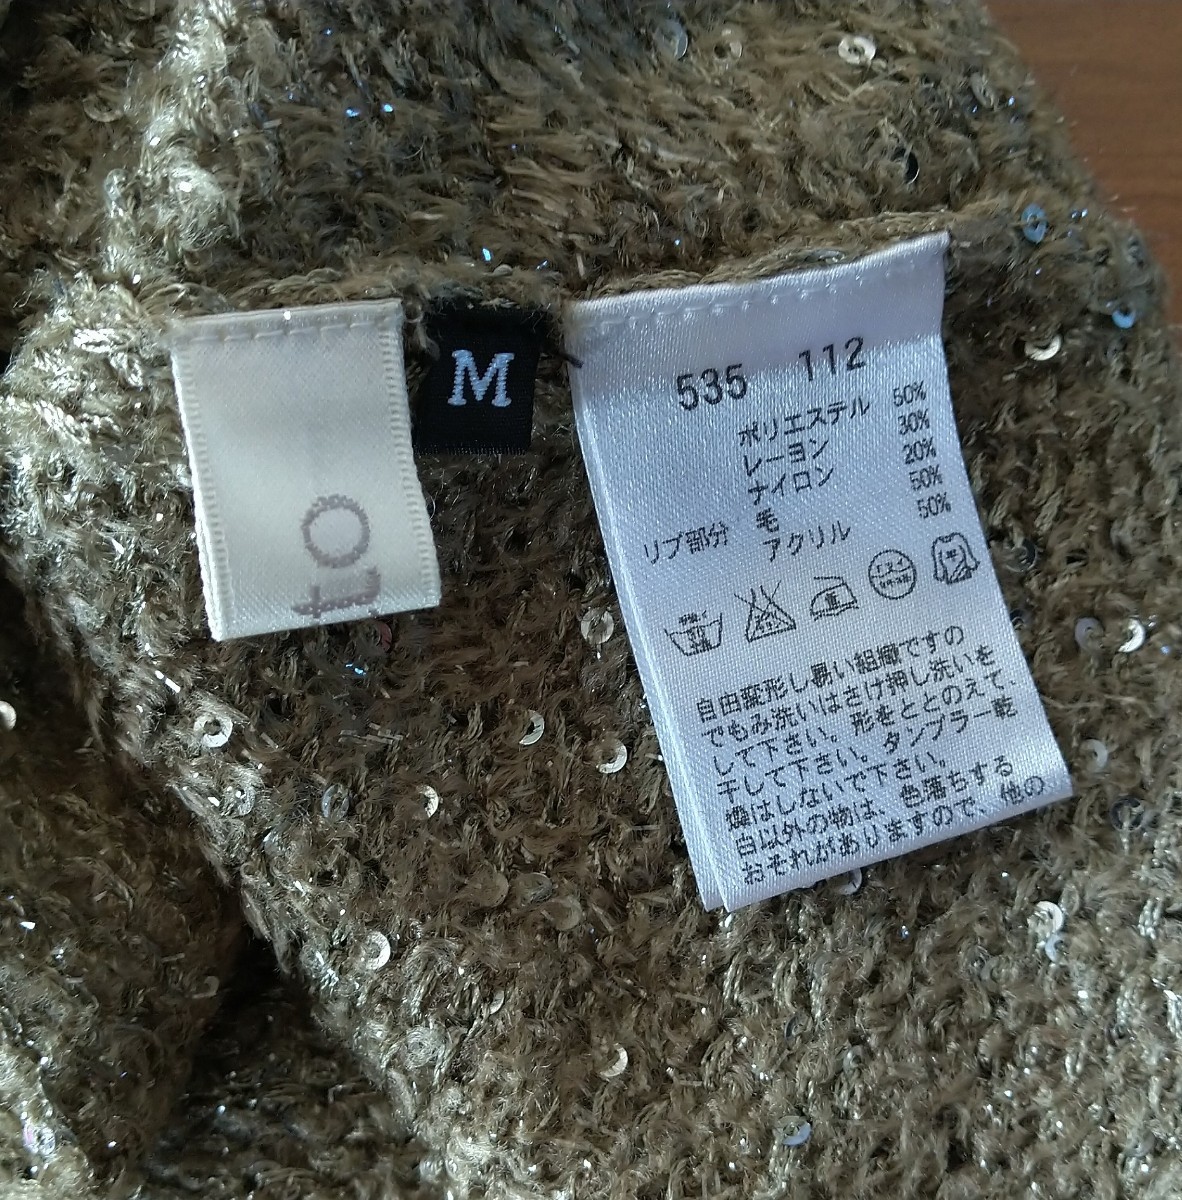 to
M
535 112
ポリエステル 50%
レーヨン 30%
ナイロン 20%
リブ部分 毛 50%
アクリル 50%
自由変形し易い組織ですの
でもみ洗いはさけ押し洗いを
して下さい。形をととのえて、
干して下さい。タンブラー乾
燥はしないで下さい。
白以外の物は、色落ちする
おそれがありますので、他の